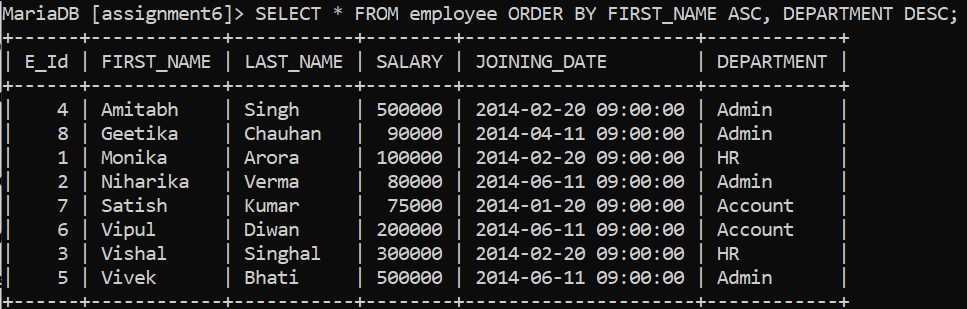 MariaDB [assignment6]> SELECT * FROM employee ORDER BY FIRST_NAME ASC, DEPARTMENT DESC;
+------+------------+-----------+--------+---------------------+------------+
| E_Id | FIRST_NAME | LAST_NAME | SALARY | JOINING_DATE        | DEPARTMENT |
+------+------------+-----------+--------+---------------------+------------+
|    4 | Amitabh    | Singh     | 500000 | 2014-02-20 09:00:00 | Admin      |
|    8 | Geetika    | Chauhan   |  90000 | 2014-04-11 09:00:00 | Admin      |
|    1 | Monika     | Arora     | 100000 | 2014-02-20 09:00:00 | HR         |
|    2 | Niharika   | Verma     |  80000 | 2014-06-11 09:00:00 | Admin      |
|    7 | Satish     | Kumar     |  75000 | 2014-01-20 09:00:00 | Account    |
|    6 | Vipul      | Diwan     | 200000 | 2014-06-11 09:00:00 | Account    |
|    3 | Vishal     | Singhal   | 300000 | 2014-02-20 09:00:00 | HR         |
|    5 | Vivek      | Bhati     | 500000 | 2014-06-11 09:00:00 | Admin      |
+------+------------+-----------+--------+---------------------+------------+